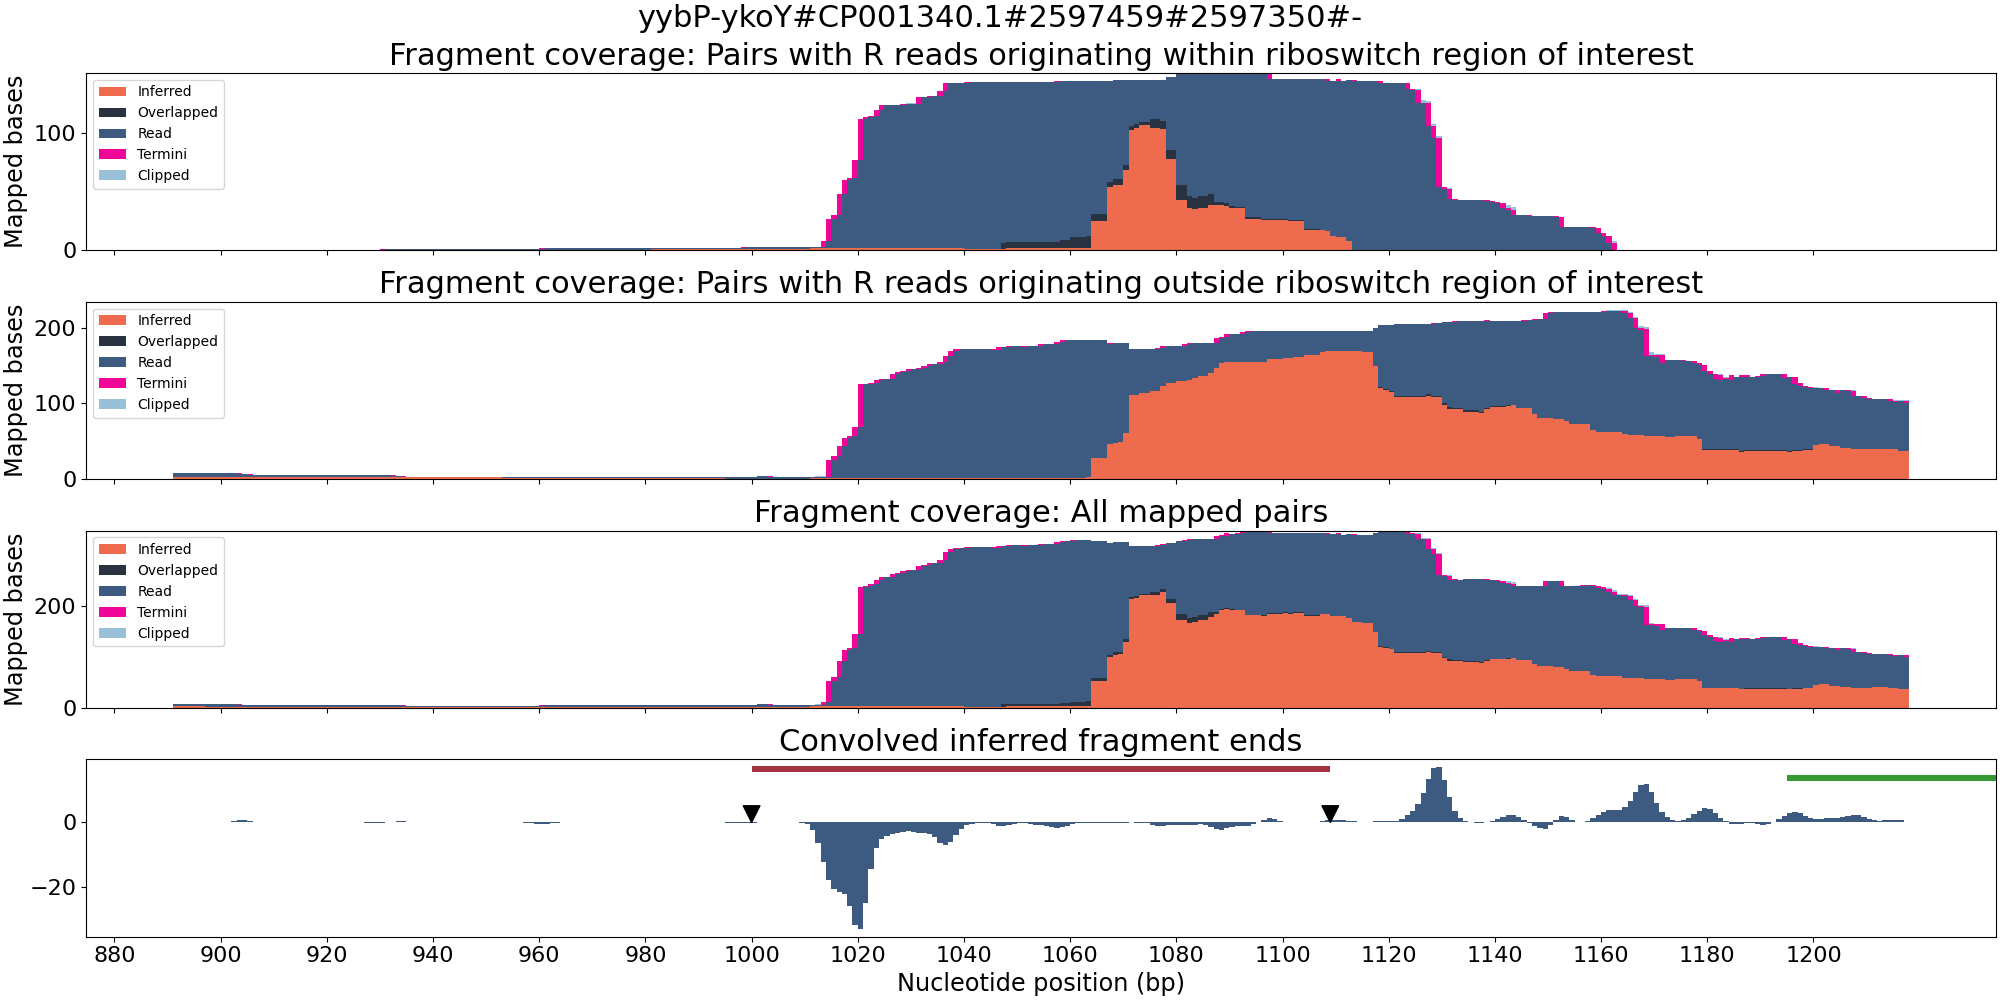 yybP-ykoY#CP001340.1#2597459#2597350#-
Fragment coverage: Pairs with R reads originating within riboswitch region of interest
Mapped bases
100
0
Inferred
Overlapped
Read
Termini
Clipped
Fragment coverage: Pairs with R reads originating outside riboswitch region of interest
Mapped bases
200
100
0
Inferred
Overlapped
Read
Termini
Clipped
Fragment coverage: All mapped pairs
Mapped bases
200
0
Inferred
Overlapped
Read
Termini
Clipped
Convolved inferred fragment ends
0
−20
880 900 920 940 960 980 1000 1020 1040 1060 1080 1100 1120 1140 1160 1180 1200
Nucleotide position (bp)